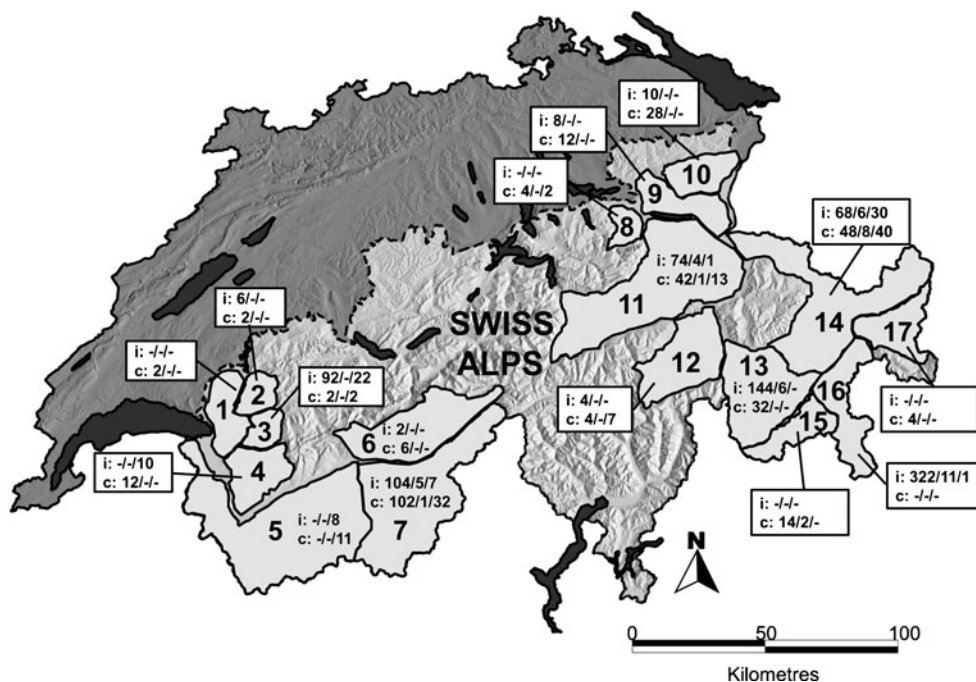 i: 10/-/-
c: 28/-/-
i: 8/-/-
c: 12/-/-
i: -/-/-
c: 4/-/2
10
9
8
i: 68/6/30
c: 48/8/40
i: 74/4/1
c: 42/1/13
11
SWISS
ALPS
14
17
12
13
i: 144/6/-
c: 32/-/-
16
15
i: 6/-/-
c: 2/-/-
i: -/-/-
c: 2/-/-
i: 92/-/22
c: 2/-/2
1
2
3
4
i: -/-/10
c: 12/-/-
6
i: 2/-/-
c: 6/-/-
i: 4/-/-
c: 4/-/7
i: -/-/-
c: 4/-/-
5
i: -/-/8
c: -/-/11
i: 104/5/7
c: 102/1/32
7
i: -/-/-
c: 14/2/-
i: 322/11/1
c: -/-/-
N
0 50 100
Kilometres